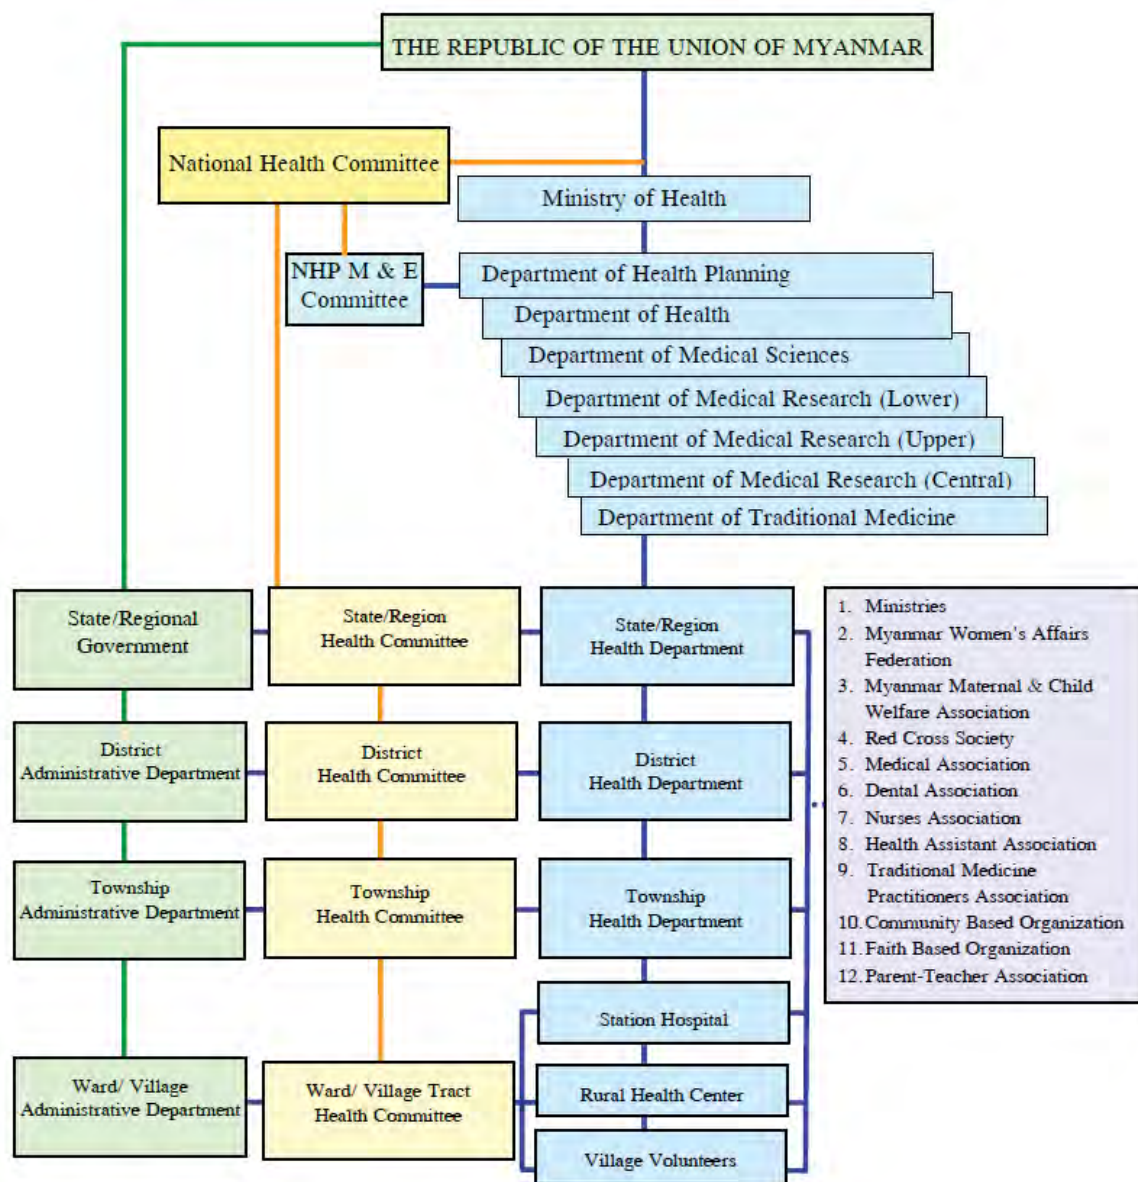 THE REPUBLIC OF THE UNION OF MYANMAR
National Health Committee
Ministry of Health
NHP M & E
Committee
Department of Health Planning
Department of Health
Department of Medical Sciences
Department of Medical Research (Lower)
Department of Medical Research (Upper)
Department of Medical Research (Central)
Department of Traditional Medicine
State/Regional
Government
State/Region
Health Committee
State/Region
Health Department
District
Administrative Department
District
Health Committee
District
Health Department
Township
Administrative Department
Township
Health Committee
Township
Health Department
Station Hospital
Ward/ Village
Administrative Department
Ward/ Village Tract
Health Committee
Rural Health Center
Village Volunteers
1. Ministries
2. Myanmar Women's Affairs
Federation
3. Myanmar Maternal & Child
Welfare Association
4. Red Cross Society
5. Medical Association
6. Dental Association
7. Nurses Association
8. Health Assistant Association
9. Traditional Medicine
Practitioners Association
10. Community Based Organization
11. Faith Based Organization
12. Parent-Teacher Association